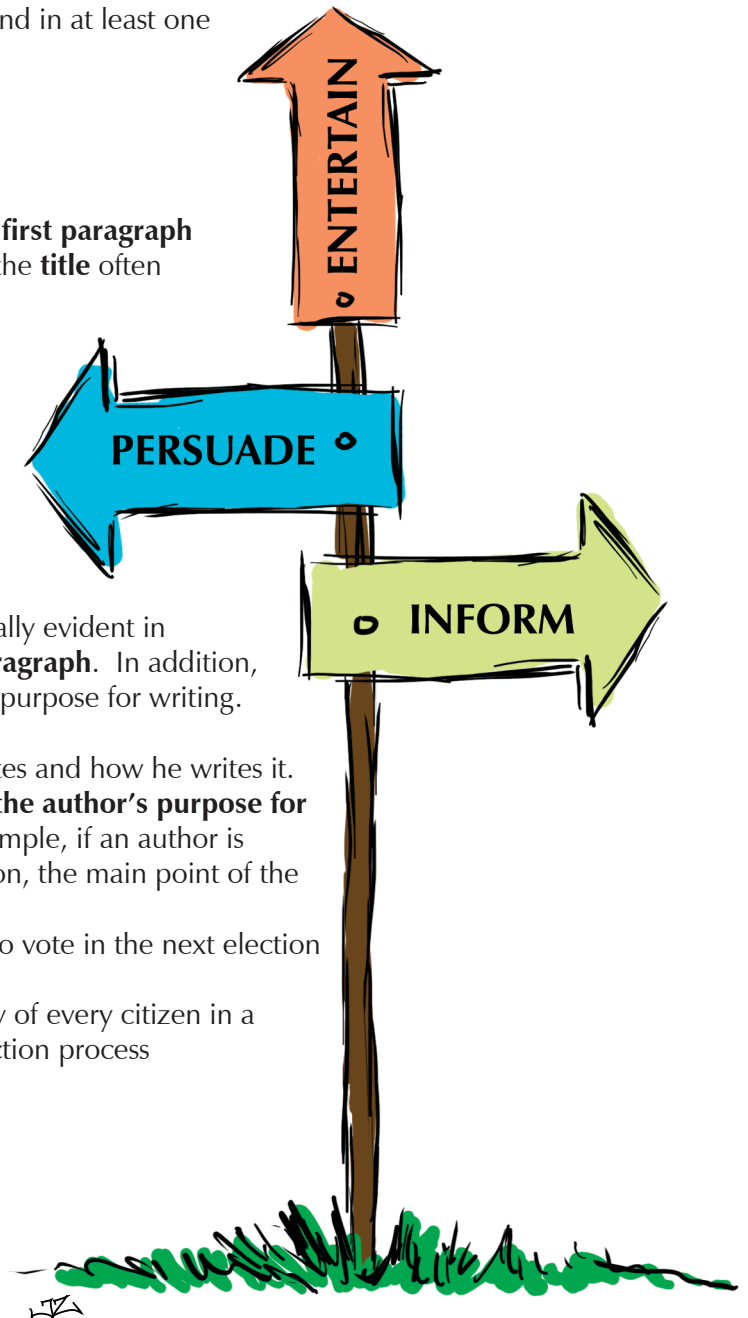 nd in at least one
ENTERTAIN
first paragraph
the title often
PERSUADE
INFORM
ally evident in
ragraph. In addition,
purpose for writing.
tes and how he writes it.
the author's purpose for
mple, if an author is
on, the main point of the
o vote in the next election
y of every citizen in a
ction process